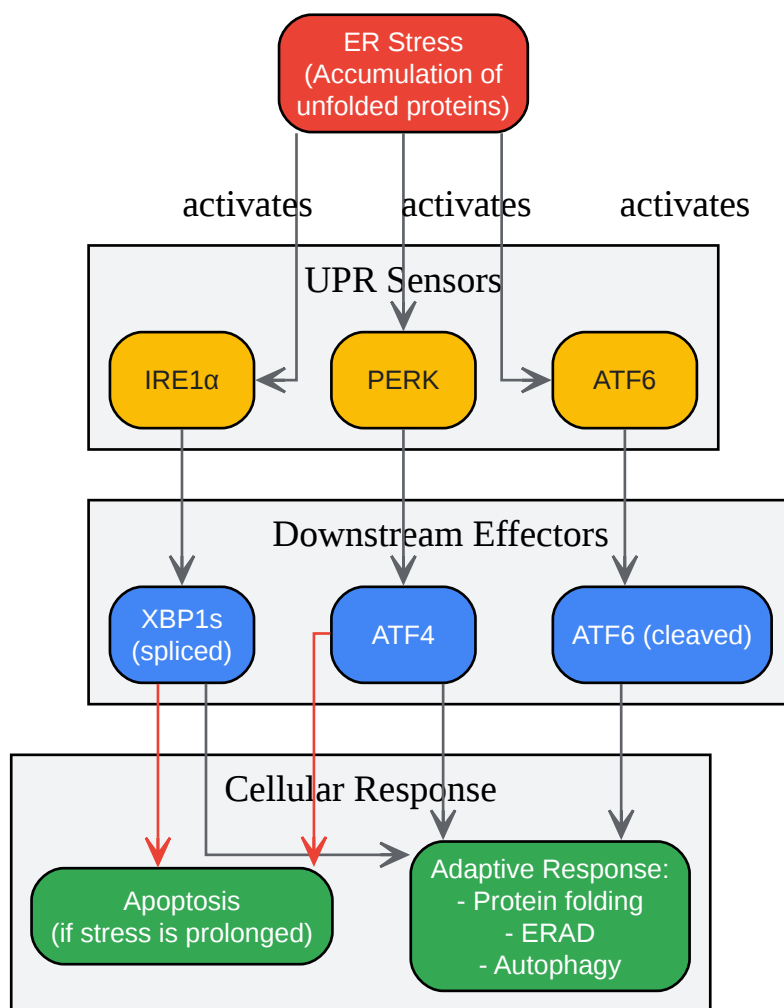 ER Stress
(Accumulation of
unfolded proteins)
activates
activates
activates
UPR Sensors
IRE1α
PERK
ATF6
Downstream Effectors
XBP1s
(spliced)
ATF4
ATF6 (cleaved)
Cellular Response
Apoptosis
(if stress is prolonged)
Adaptive Response:
- Protein folding
- ERAD
- Autophagy